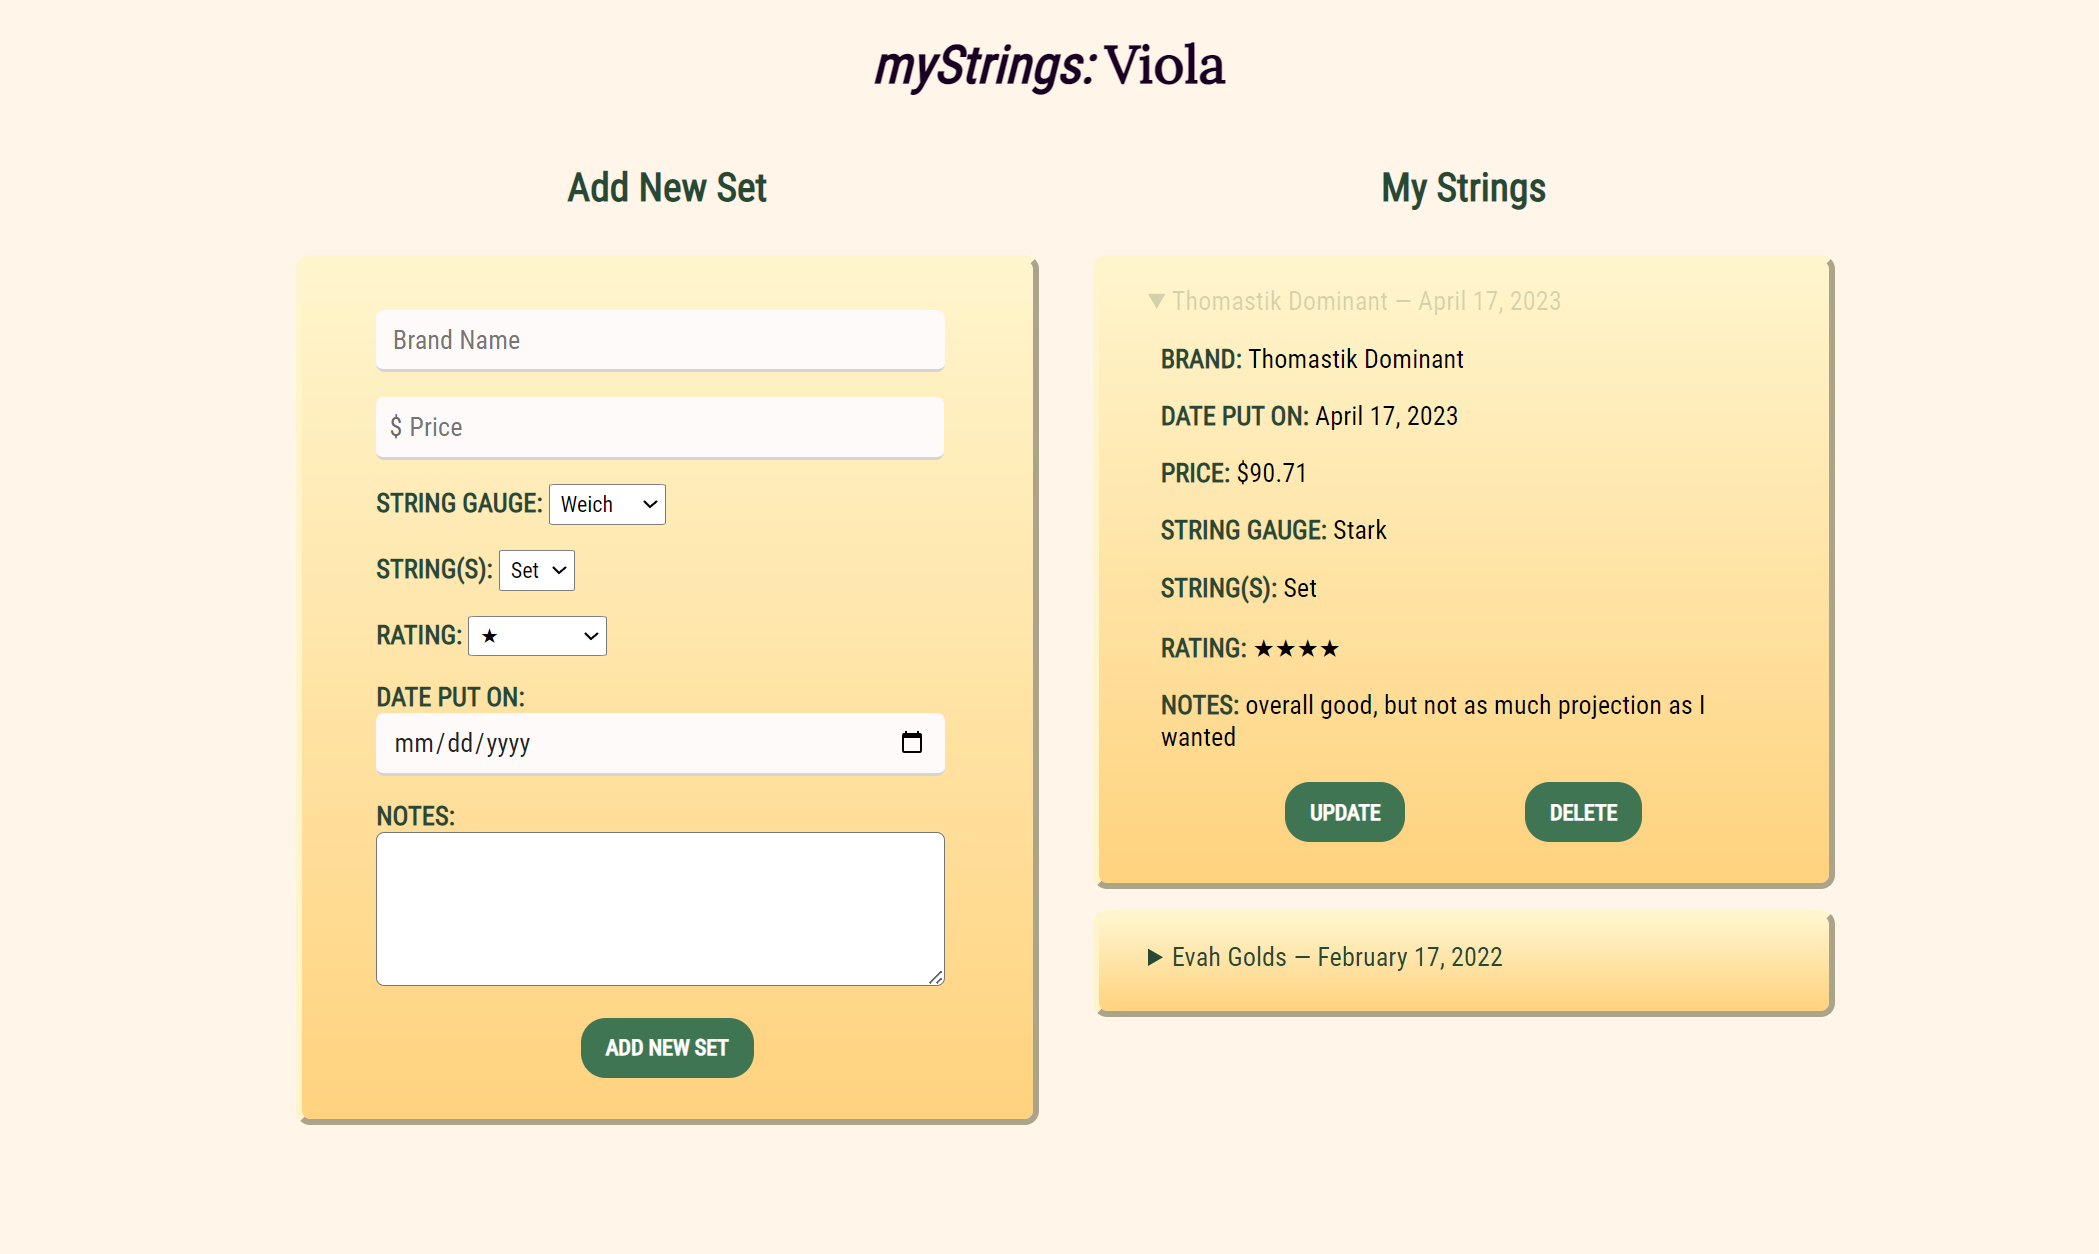 myStrings: Viola
Add New Set
Brand Name
$ Price
STRING GAUGE: Weich
STRING(S): Set
RATING: ★
DATE PUT ON:
mm/dd/yyyy
NOTES:
ADD NEW SET
My Strings
▼ Thomastik Dominant — April 17, 2023
BRAND: Thomastik Dominant
DATE PUT ON: April 17, 2023
PRICE: $90.71
STRING GAUGE: Stark
STRING(S): Set
RATING: ★★★★
NOTES: overall good, but not as much projection as I
wanted
UPDATE DELETE
▶ Evah Golds — February 17, 2022